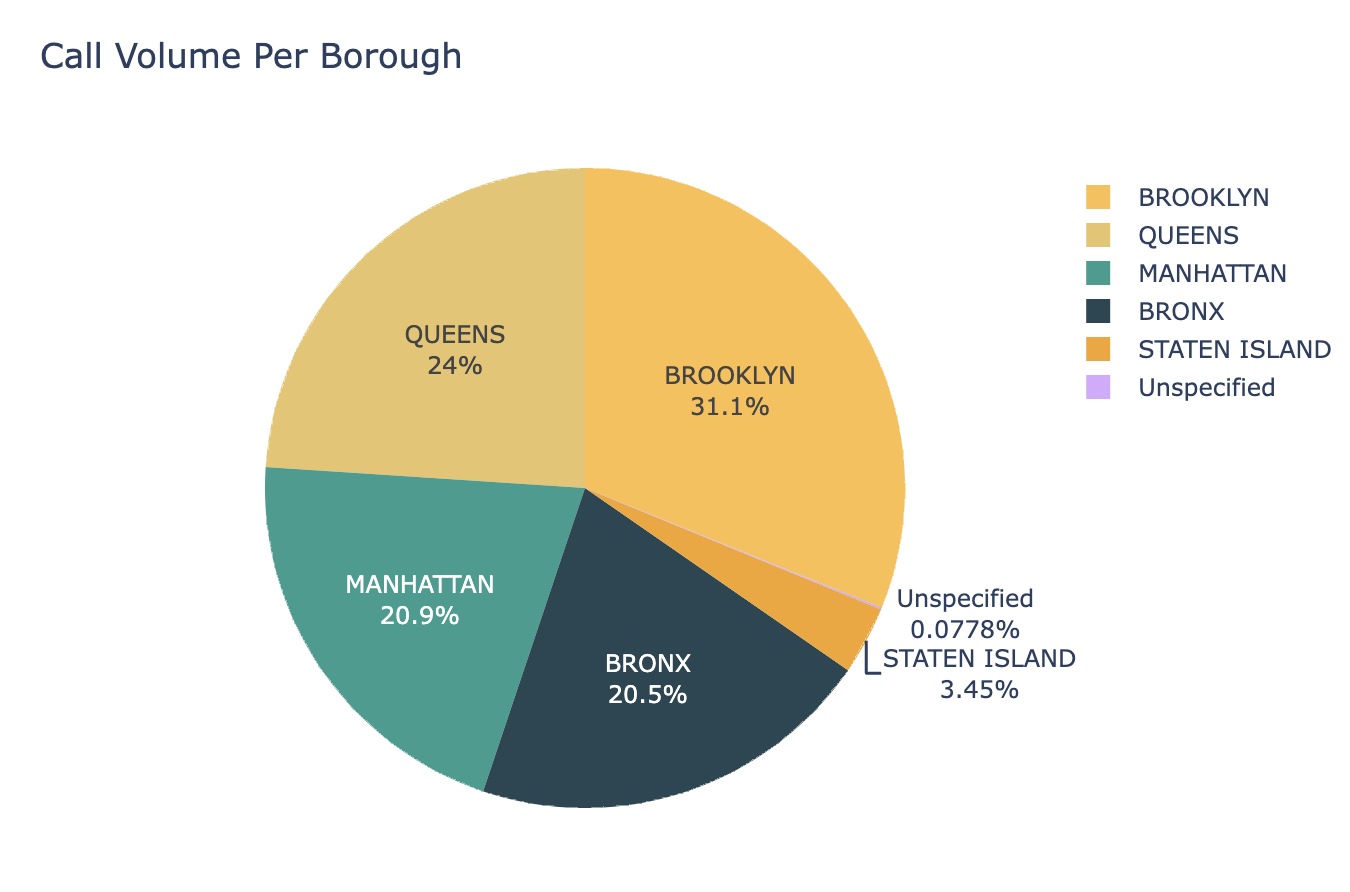 Call Volume Per Borough
QUEENS
24%
BROOKLYN
31.1%
MANHATTAN
20.9%
BRONX
20.5%
Unspecified
0.0778%
STATEN ISLAND
3.45%
BROOKLYN
QUEENS
MANHATTAN
BRONX
STATEN ISLAND
Unspecified